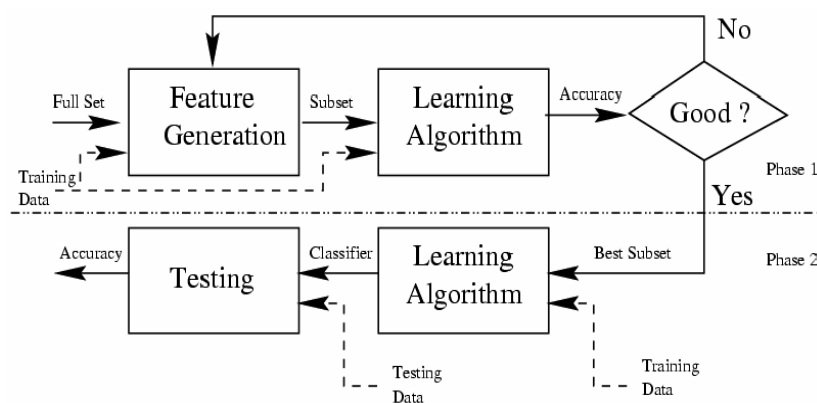 No
Full Set
Feature
Generation
Subset
Learning
Algorithm
Accuracy
Good ?
Training
Data
Phase 1
Yes
Accuracy
Testing
Classifier
Learning
Algorithm
Best Subset
Phase 2
Testing
Data
Training
Data